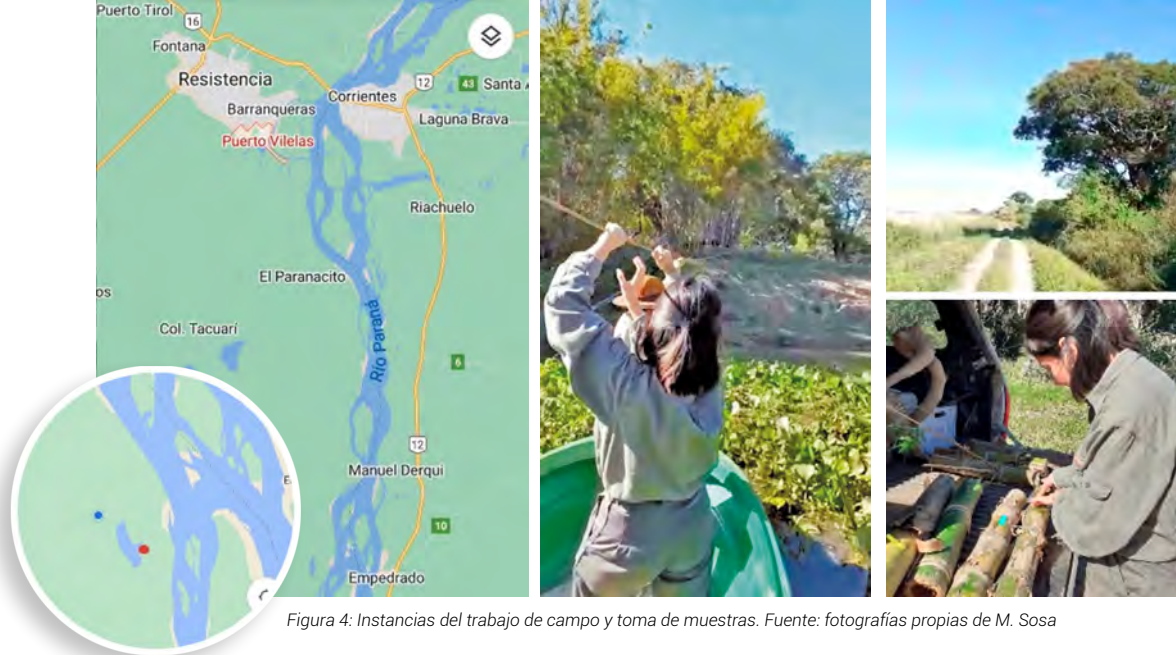 Puerto Tirol
16
Fontana
Resistencia
Corrientes
12
43 Santa
Barranqueras
Laguna Brava
Puerto Vilelas
Riachuelo
El Paranacito
os
Col. Tacuarí
Río Paraná
6
12
Manuel Derqui
E
10
Empedrado
Figura 4: Instancias del trabajo de campo y toma de muestras. Fuente: fotografías propias de M. Sosa